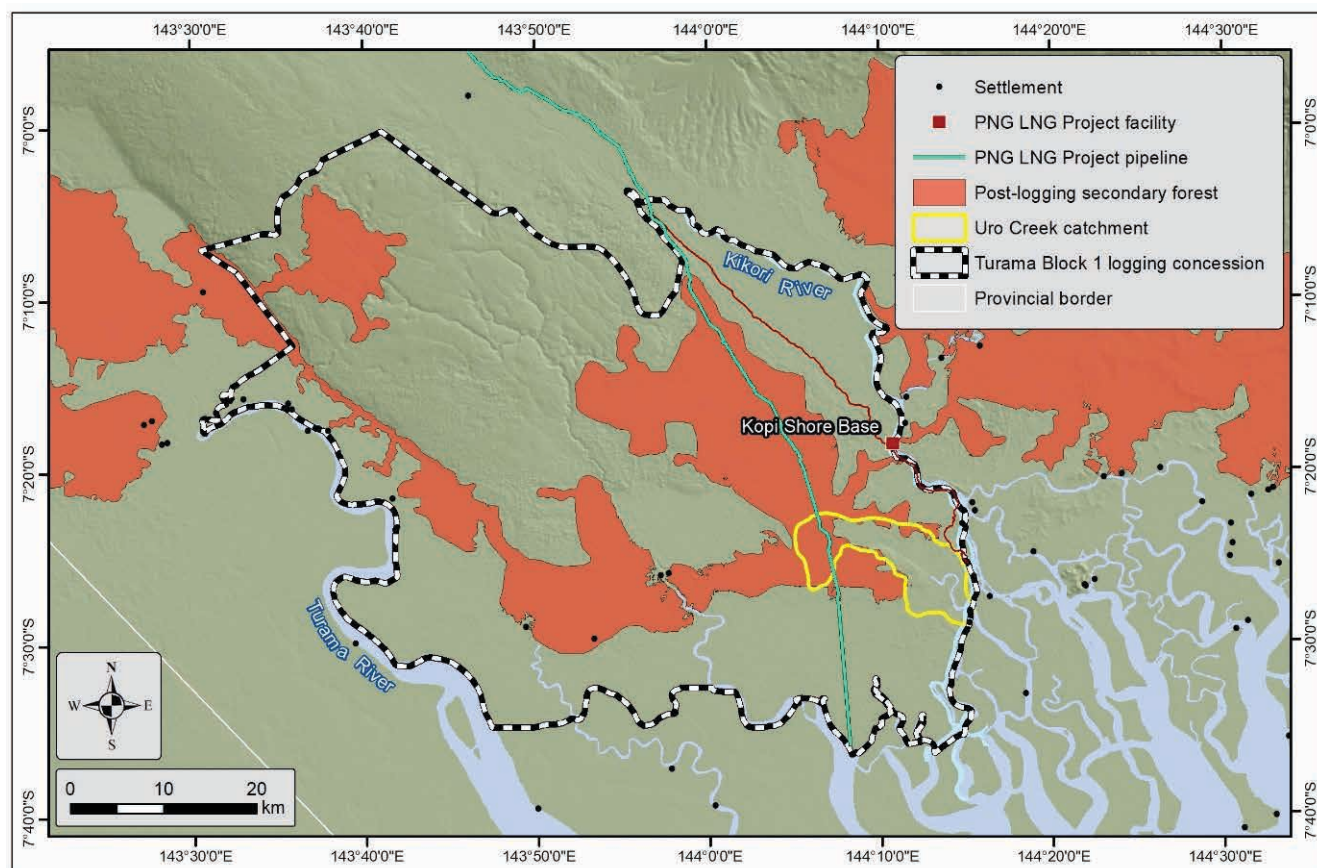 143°30'0"E
143°40'0"E
143°50'0"E
144°0'0"E
144°10'0"E
144°20'0"E
144°30'0"E
7°0'0"S
7°10'0"S
7°20'0"S
7°30'0"S
7°40'0"S
Settlement
PNG LNG Project facility
PNG LNG Project pipeline
Post-logging secondary forest
Uro Creek catchment
Turama Block 1 logging concession
Provincial border
Kikori River
Kopi Shore Base
Turama River
N
W E
S
0 10 20
km
7°0'0"S
7°10'0"S
7°20'0"S
7°30'0"S
7°40'0"S
143°30'0"E
143°40'0"E
143°50'0"E
144°0'0"E
144°10'0"E
144°20'0"E
144°30'0"E